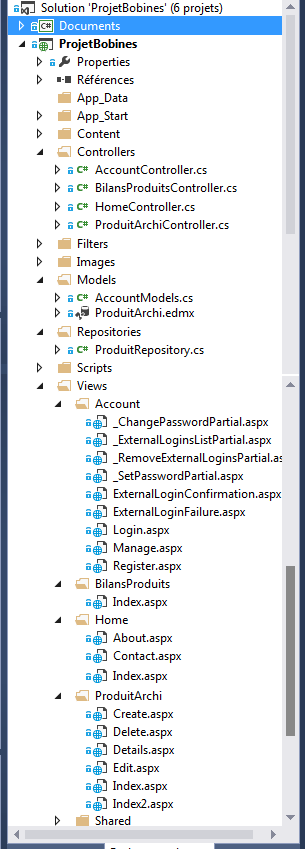 Solution 'ProjetBobines' (6 projets)
C# Documents
ProjetBobines
Properties
Références
App_Data
App_Start
Content
Controllers
C# AccountController.cs
C# BilansProduitsController.cs
C# HomeController.cs
C# ProduitArchiController.cs
Filters
Images
Models
C# AccountModels.cs
ProduitArchi.edmx
Repositories
C# ProduitRepository.cs
Scripts
Views
Account
_ChangePasswordPartial.aspx
_ExternalLoginsListPartial.aspx
_RemoveExternalLoginsPartial.as
_SetPasswordPartial.aspx
ExternalLoginConfirmation.aspx
ExternalLoginFailure.aspx
Login.aspx
Manage.aspx
Register.aspx
BilansProduits
Index.aspx
Home
About.aspx
Contact.aspx
Index.aspx
ProduitArchi
Create.aspx
Delete.aspx
Details.aspx
Edit.aspx
Index.aspx
Index2.aspx
Shared